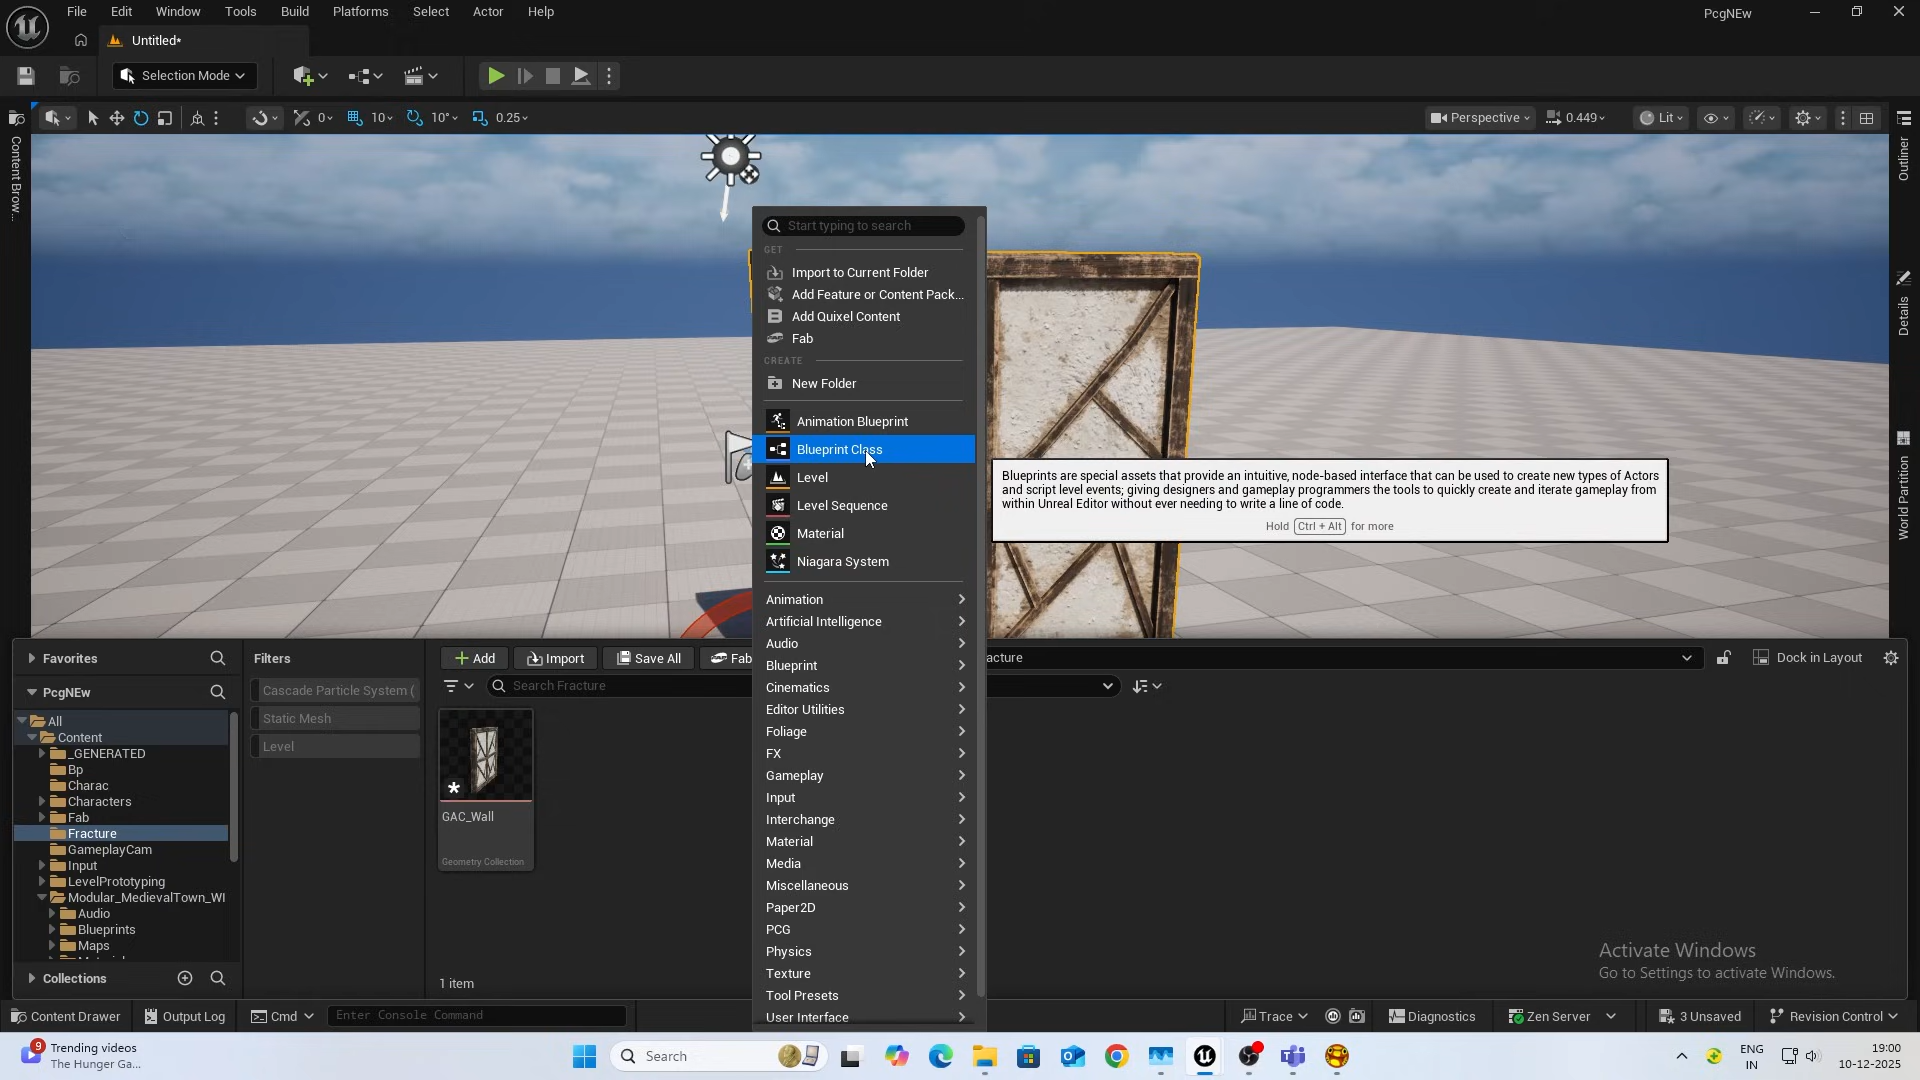 File Edit Window Tools Build Platforms Select Actor Help
PcgNEw
Untitled*
Selection Mode
0
10
10°
0.25
Perspective
0.449
Lit
Content Brow...
Outliner
Details
World Partition
Start typing to search
GET
Import to Current Folder
Add Feature or Content Pack...
Add Quixel Content
Fab
CREATE
New Folder
Animation Blueprint
Blueprint Class
Level
Level Sequence
Material
Niagara System
Animation
Artificial Intelligence
Audio
Blueprint
Cinematics
Editor Utilities
Foliage
FX
Gameplay
Input
Interchange
Material
Media
Miscellaneous
Paper2D
PCG
Physics
Texture
Tool Presets
User Interface
Blueprints are special assets that provide an intuitive, node-based interface that can be used to create new types of Actors
and script level events; giving designers and gameplay programmers the tools to quickly create and iterate gameplay from
within Unreal Editor without ever needing to write a line of code.
Hold Ctrl + Alt for more
Favorites
PcgNEw
All
Content
_GENERATED
Bp
Charac
Characters
Fab
Fracture
GameplayCam
Input
LevelPrototyping
Modular_MedievalTown_WI
Audio
Blueprints
Maps
Collections
Filters
Cascade Particle System (
Static Mesh
Level
Add Import Save All Fab
acture
Dock in Layout
Search Fracture
GAC_Wall
Geometry Collection
1 item
Activate Windows
Go to Settings to activate Windows.
Content Drawer Output Log Cmd Enter Console Command
Trace Diagnostics Zen Server 3 Unsaved Revision Control
9
Trending videos
The Hunger Ga...
Search
ENG
IN
19:00
10-12-2025